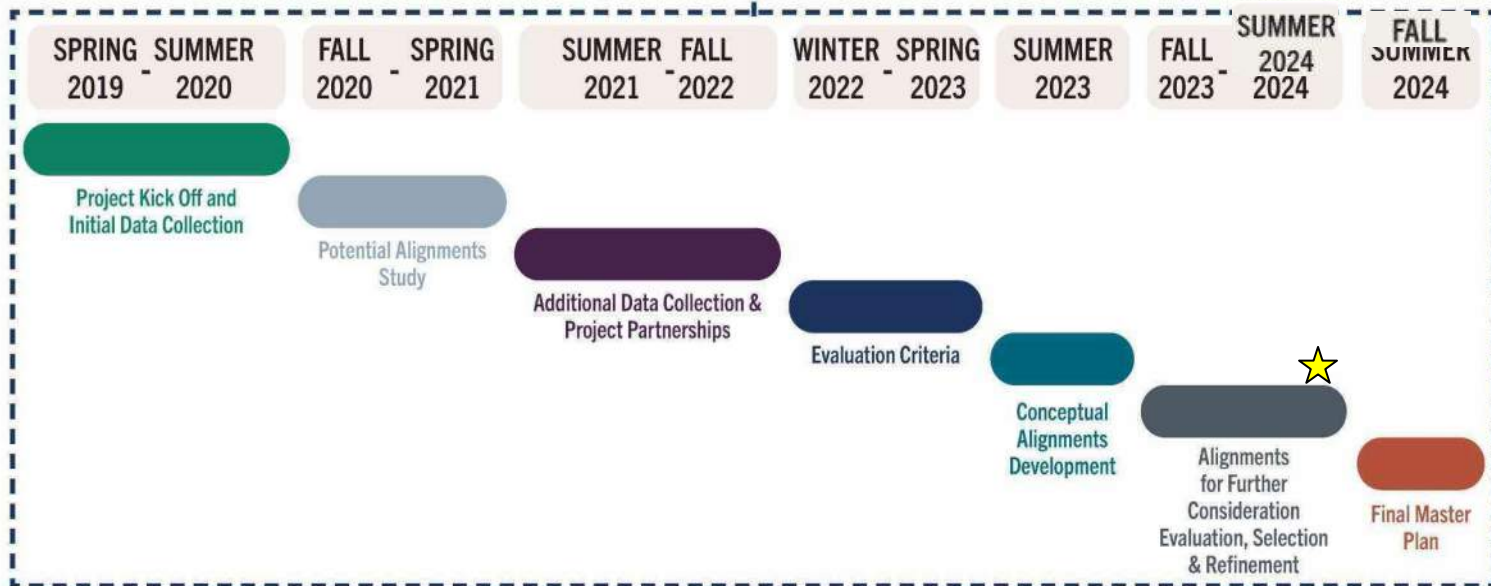 SPRING - SUMMER
2019 2020
FALL - SPRING
2020 2021
SUMMER - FALL
2021 2022
WINTER - SPRING
2022 2023
SUMMER
2023
FALL - SUMMER
2024
2023 2024
FALL
SUMMER
2024
Project Kick Off and
Initial Data Collection
Potential Alignments
Study
Additional Data Collection &
Project Partnerships
Evaluation Criteria
Conceptual
Alignments
Development
Alignments
for Further
Consideration
Evaluation, Selection
& Refinement
Final Master
Plan